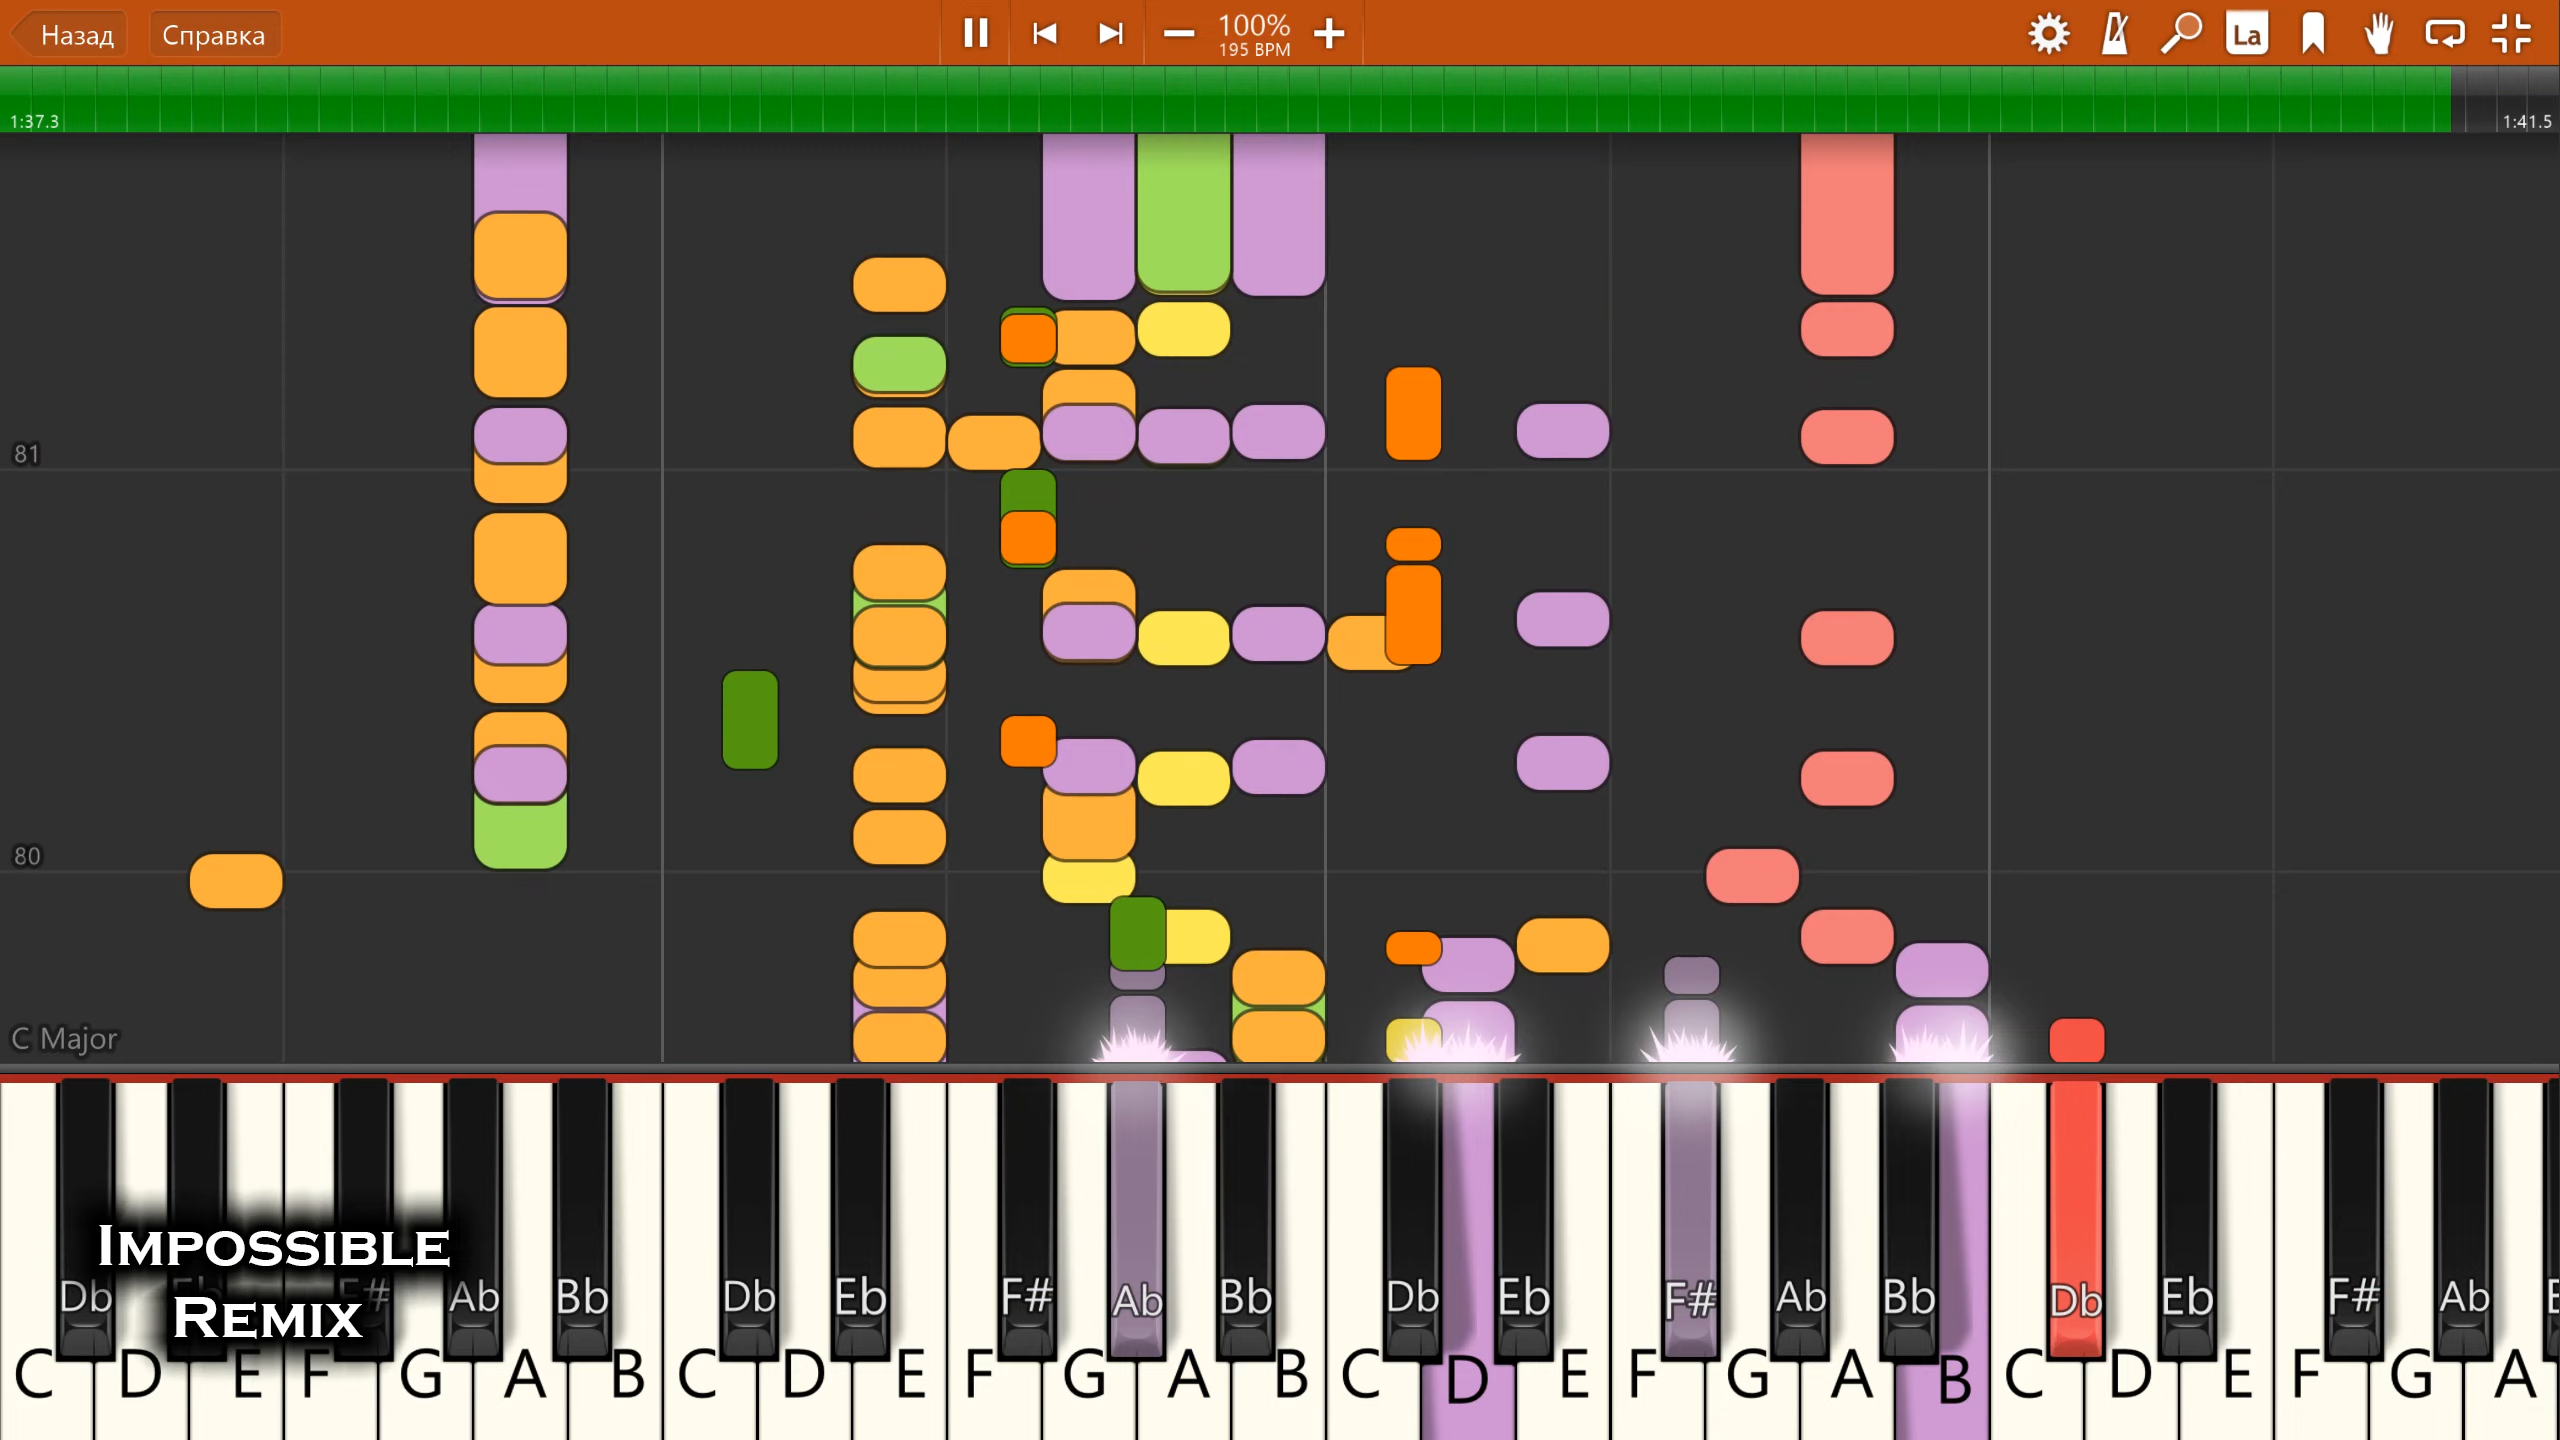 Назад
Справка
100%
195 BPM
La
1:37.3
1:41.5
81
80
C Major
Impossible
Remix
Db Eb F# Ab Bb Db Eb F# Ab Bb Db Eb F# Ab Bb Db Eb F# Ab
C D E F G A B C D E F G A B C D E F G A B C D E F G A